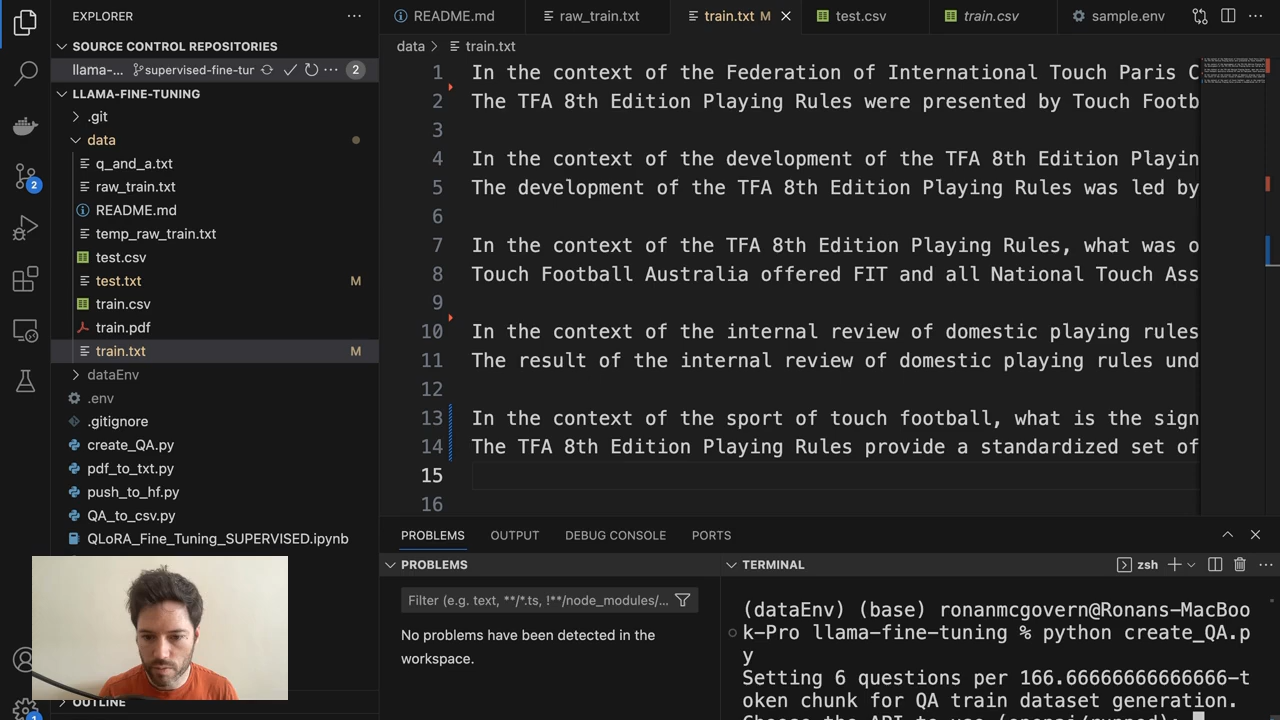 EXPLORER
SOURCE CONTROL REPOSITORIES
llama-... supervised-fine-tur 2
LLAMA-FINE-TUNING
.git
data
q_and_a.txt
raw_train.txt
README.md
temp_raw_train.txt
test.csv
test.txt M
train.csv
train.pdf
train.txt M
dataEnv
.env
.gitignore
create_QA.py
pdf_to_txt.py
push_to_hf.py
QA_to_csv.py
QLoRA_Fine_Tuning_SUPERVISED.ipynb
OUTLINE
2
1
README.md raw_train.txt train.txt M test.csv train.csv sample.env
data train.txt
1 In the context of the Federation of International Touch Paris C
2 The TFA 8th Edition Playing Rules were presented by Touch Footb
3
4 In the context of the development of the TFA 8th Edition Playin
5 The development of the TFA 8th Edition Playing Rules was led by
6
7 In the context of the TFA 8th Edition Playing Rules, what was o
8 Touch Football Australia offered FIT and all National Touch Ass
9
10 In the context of the internal review of domestic playing rules
11 The result of the internal review of domestic playing rules und
12
13 In the context of the sport of touch football, what is the sign
14 The TFA 8th Edition Playing Rules provide a standardized set of
15
16
PROBLEMS OUTPUT DEBUG CONSOLE PORTS
PROBLEMS
Filter (e.g. text, **/*.ts, !**/node_modules/...
No problems have been detected in the
workspace.
TERMINAL zsh
(dataEnv) (base) ronanmcgovern@Ronans-MacBoo
k-Pro llama-fine-tuning % python create_QA.p
y
Setting 6 questions per 166.66666666666666-t
oken chunk for QA train dataset generation.